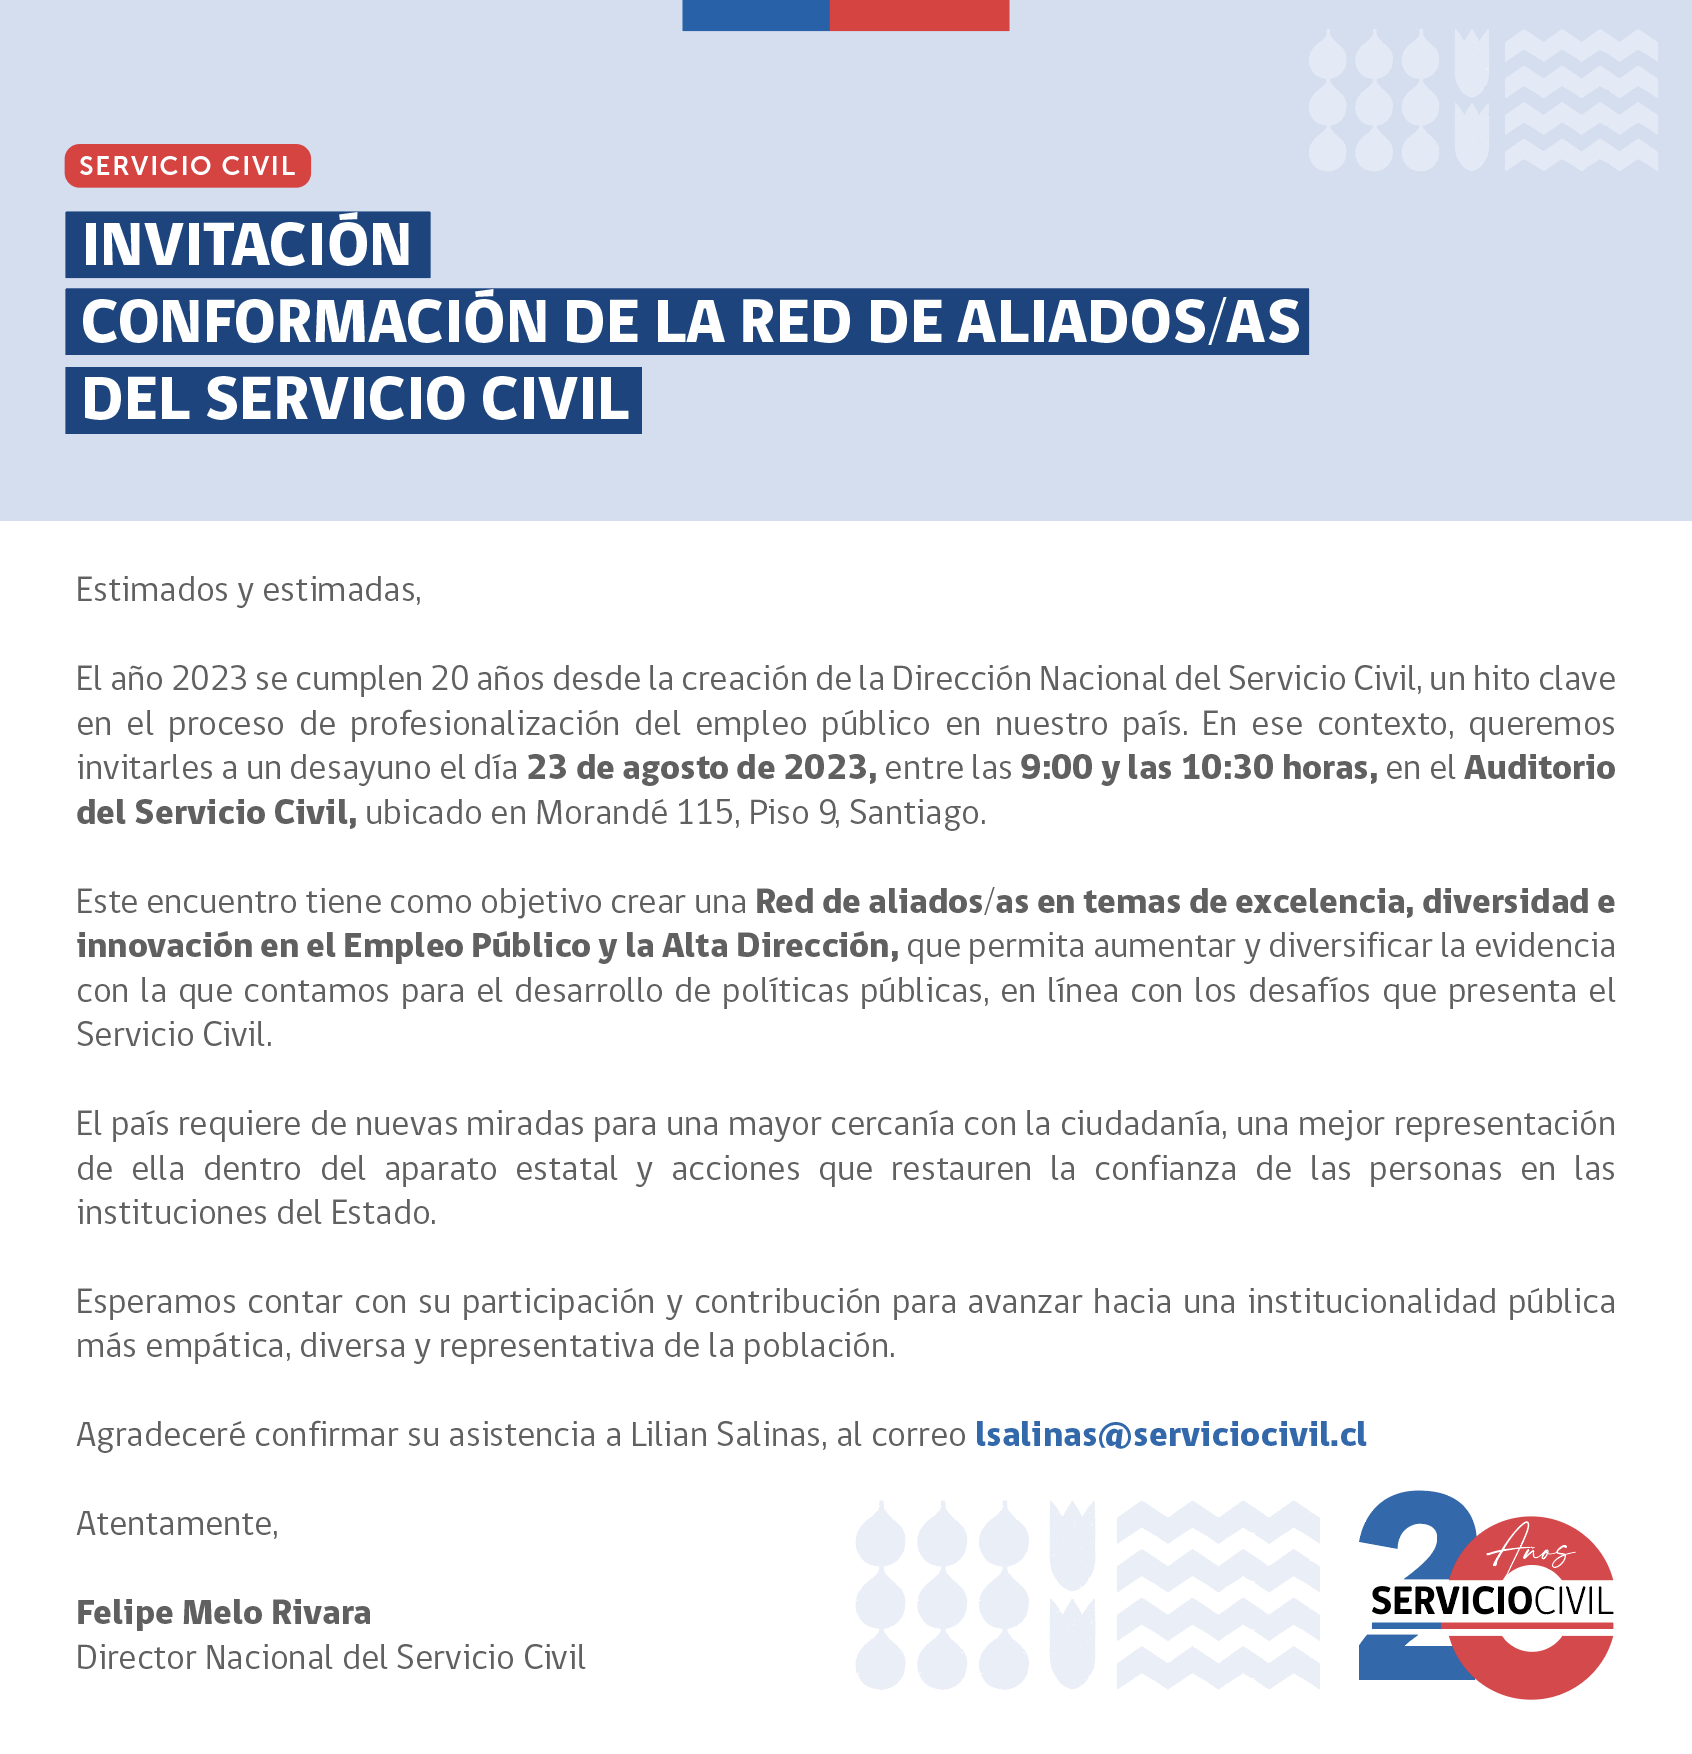 SERVICIO CIVIL
INVITACIÓN
CONFORMACIÓN DE LA RED DE ALIADOS/AS
DEL SERVICIO CIVIL
Estimados y estimadas,
El año 2023 se cumplen 20 años desde la creación de la Dirección Nacional del Servicio Civil, un hito clave
en el proceso de profesionalización del empleo público en nuestro país. En ese contexto, queremos
invitarles a un desayuno el día 23 de agosto de 2023, entre las 9:00 y las 10:30 horas, en el Auditorio
del Servicio Civil, ubicado en Morandé 115, Piso 9, Santiago.
Este encuentro tiene como objetivo crear una Red de aliados/as en temas de excelencia, diversidad e
innovación en el Empleo Público y la Alta Dirección, que permita aumentar y diversificar la evidencia
con la que contamos para el desarrollo de políticas públicas, en línea con los desafíos que presenta el
Servicio Civil.
El país requiere de nuevas miradas para una mayor cercanía con la ciudadanía, una mejor representación
de ella dentro del aparato estatal y acciones que restauren la confianza de las personas en las
instituciones del Estado.
Esperamos contar con su participación y contribución para avanzar hacia una institucionalidad pública
más empática, diversa y representativa de la población.
Agradeceré confirmar su asistencia a Lilian Salinas, al correo lsalinas@serviciocivil.cl
Atentamente,
Felipe Melo Rivara
Director Nacional del Servicio Civil
20
Años
SERVICIOCIVIL